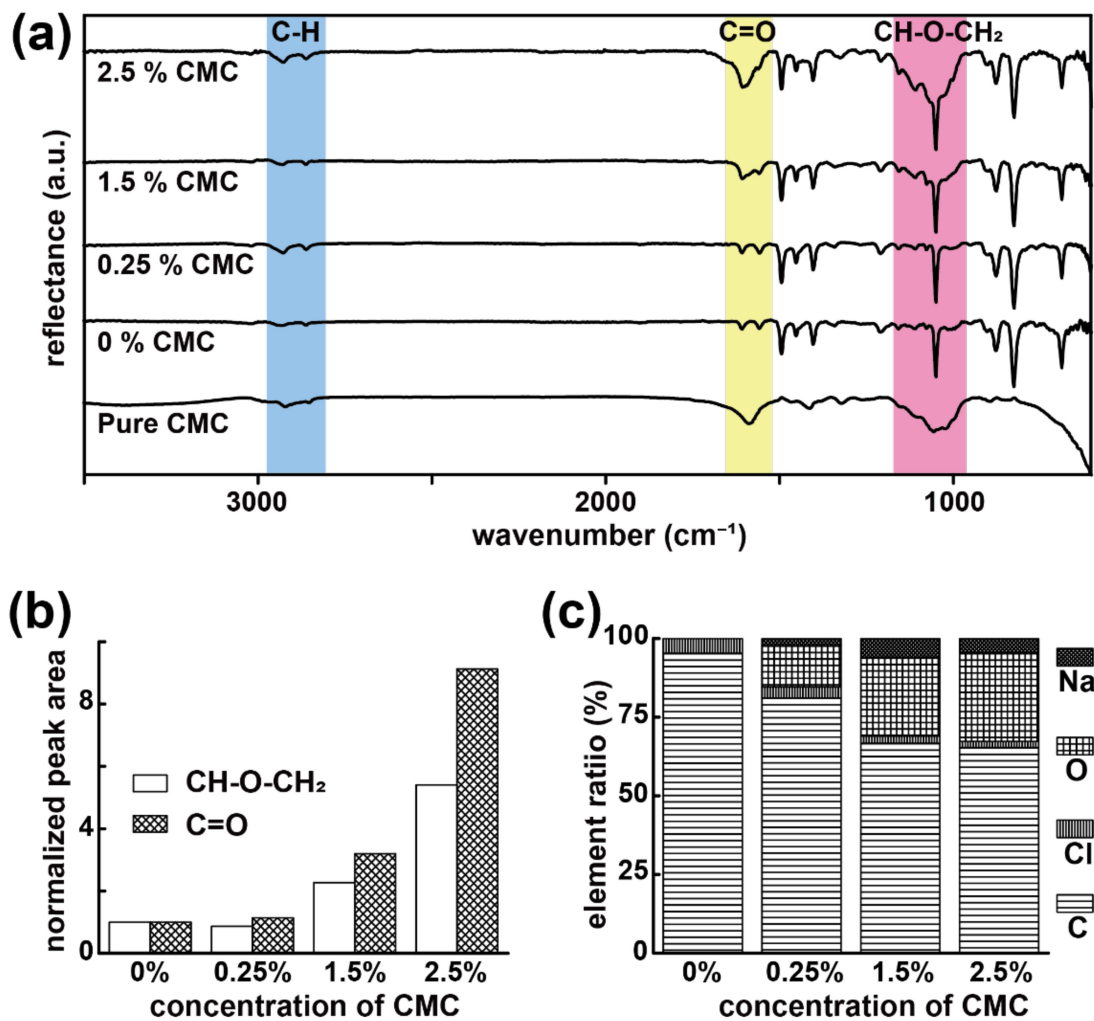 (a)
C-H
C=O
CH-O-CH₂
2.5 % CMC
1.5 % CMC
0.25 % CMC
0 % CMC
Pure CMC
reflectance (a.u.)
3000
2000
1000
wavenumber (cm⁻¹)
(b)
8
4
0
normalized peak area
CH-O-CH₂
C=O
0%
0.25%
1.5%
2.5%
concentration of CMC
(c)
100
75
50
25
0
element ratiio (%)
Na
O
Cl
C
0%
0.25%
1.5%
2.5%
concentration of CMC